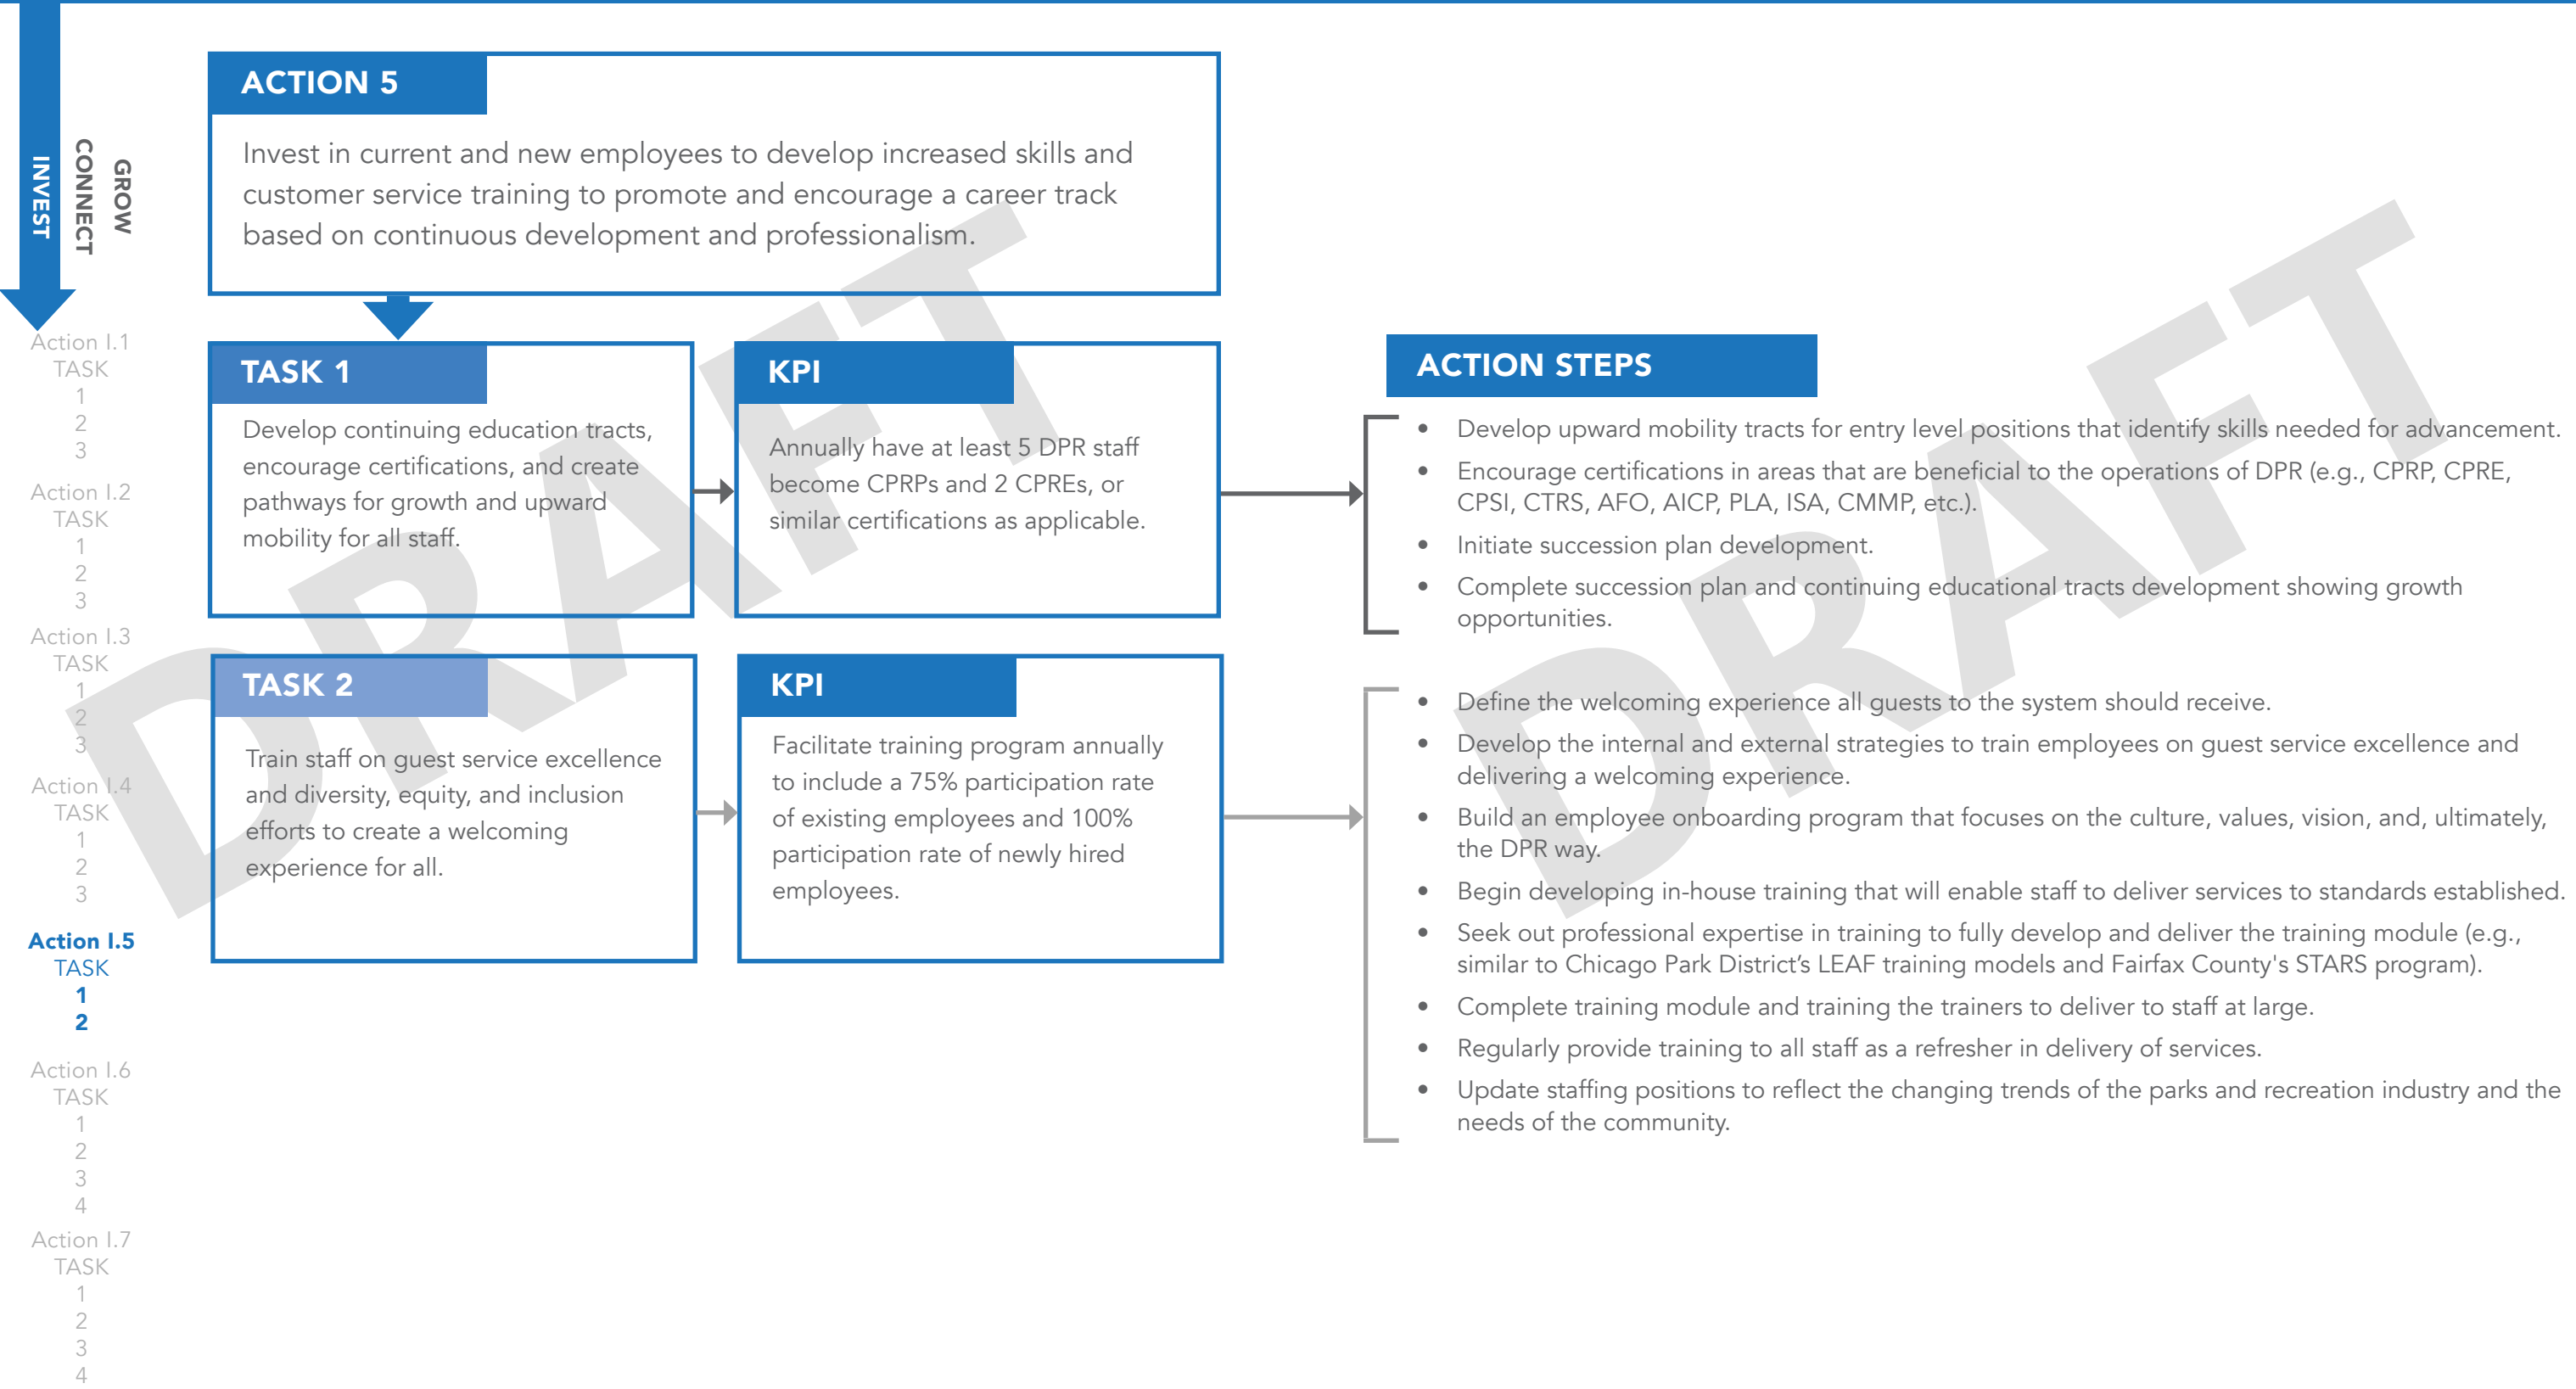 GROW
CONNECT
INVEST
Action I.1
TASK
1
2
3
Action I.2
TASK
1
2
3
Action I.3
TASK
1
2
3
Action I.4
TASK
1
2
3
Action I.5
TASK
1
2
Action I.6
TASK
1
2
3
4
Action I.7
TASK
1
2
3
4
ACTION 5
Invest in current and new employees to develop increased skills and
customer service training to promote and encourage a career track
based on continuous development and professionalism.
TASK 1
Develop continuing education tracts,
encourage certifications, and create
pathways for growth and upward
mobility for all staff.
KPI
Annually have at least 5 DPR staff
become CPRPs and 2 CPREs, or
similar certifications as applicable.
ACTION STEPS
• Develop upward mobility tracts for entry level positions that identify skills needed for advancement.
• Encourage certifications in areas that are beneficial to the operations of DPR (e.g., CPRP, CPRE,
CPSI, CTRS, AFO, AICP, PLA, ISA, CMMP, etc.).
• Initiate succession plan development.
• Complete succession plan and continuing educational tracts development showing growth
opportunities.
TASK 2
Train staff on guest service excellence
and diversity, equity, and inclusion
efforts to create a welcoming
experience for all.
KPI
Facilitate training program annually
to include a 75% participation rate
of existing employees and 100%
participation rate of newly hired
employees.
• Define the welcoming experience all guests to the system should receive.
• Develop the internal and external strategies to train employees on guest service excellence and
delivering a welcoming experience.
• Build an employee onboarding program that focuses on the culture, values, vision, and, ultimately,
the DPR way.
• Begin developing in-house training that will enable staff to deliver services to standards established.
• Seek out professional expertise in training to fully develop and deliver the training module (e.g.,
similar to Chicago Park District’s LEAF training models and Fairfax County's STARS program).
• Complete training module and training the trainers to deliver to staff at large.
• Regularly provide training to all staff as a refresher in delivery of services.
• Update staffing positions to reflect the changing trends of the parks and recreation industry and the
needs of the community.
DRAFT
DRAFT